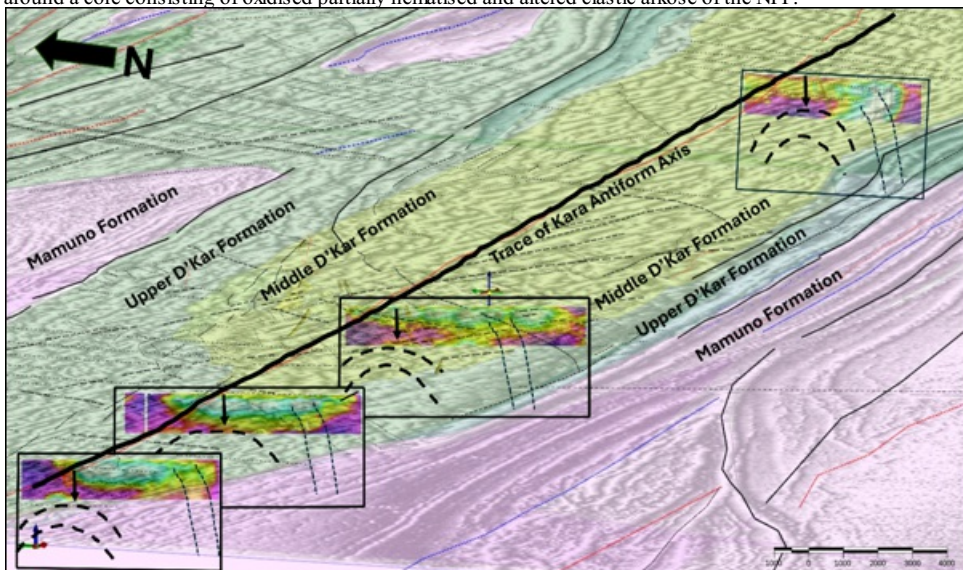 around a core consisting of oxidised partially hematised and altered clastic arkose of the NPF.
N
Mamuno Formation
Upper D'Kar Formation
Middle D'Kar Formation
Trace of Kara Antiform Axis
Middle D'Kar Formation
Upper D'Kar Formation
Mamuno Formation
1000 0 1000 2000 3000 4000